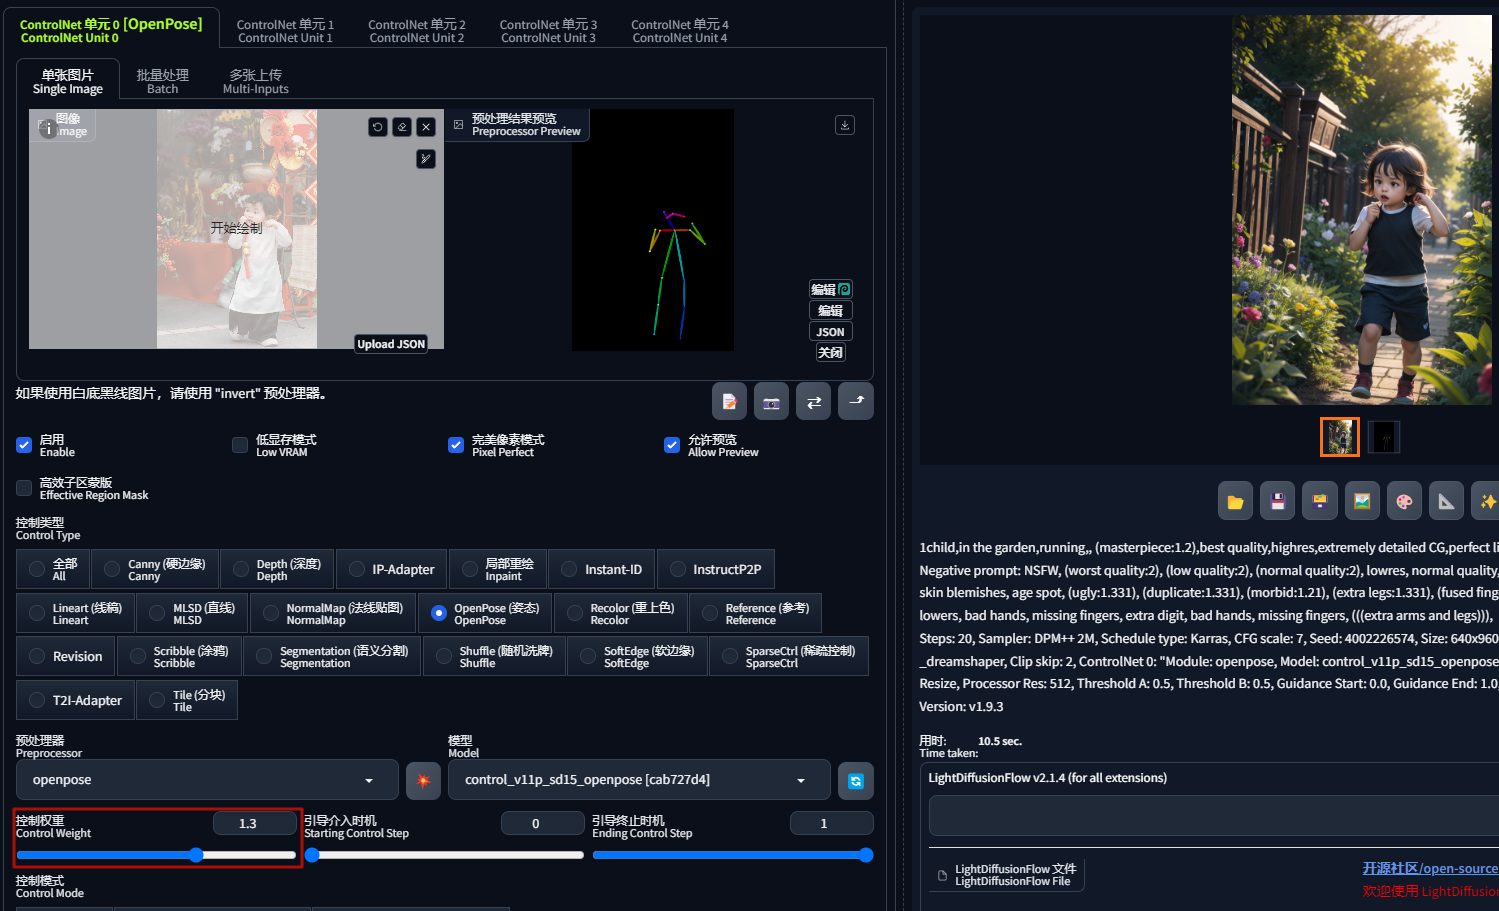 ControlNet 单元 0 [OpenPose]
ControlNet Unit 0
ControlNet 单元 1
ControlNet Unit 1
ControlNet 单元 2
ControlNet Unit 2
ControlNet 单元 3
ControlNet Unit 3
ControlNet 单元 4
ControlNet Unit 4
单张图片
Single Image
批量处理
Batch
多张上传
Multi-Inputs
图像
Image
预处理结果预览
Preprocessor Preview
开始绘制
Upload JSON
编辑
编辑
JSON
关闭
如果使用白底黑线图片，请使用 "invert" 预处理器。
启用
Enable
低显存模式
Low VRAM
完美像素模式
Pixel Perfect
允许预览
Allow Preview
高效子区蒙版
Effective Region Mask
控制类型
Control Type
全部
All
Canny (硬边缘)
Canny
Depth (深度)
Depth
IP-Adapter
局部重绘
Inpaint
Instant-ID
InstructP2P
Lineart (线稿)
Lineart
MLSD (直线)
MLSD
NormalMap (法线贴图)
NormalMap
OpenPose (姿态)
OpenPose
Recolor (重上色)
Recolor
Reference (参考)
Reference
Revision
Scribble (涂鸦)
Scribble
Segmentation (语义分割)
Segmentation
Shuffle (随机洗牌)
Shuffle
SoftEdge (软边缘)
SoftEdge
SparseCtrl (稀疏控制)
SparseCtrl
T2I-Adapter
Tile (分块)
Tile
预处理器
Preprocessor
openpose
模型
Model
control_v11p_sd15_openpose [cab727d4]
控制权重
Control Weight
1.3
引导介入时机
Starting Control Step
0
引导终止时机
Ending Control Step
1
控制模式
Control Mode
1child,in the garden,running,, (masterpiece:1.2),best quality,highres,extremely detailed CG,perfect li
Negative prompt: NSFW, (worst quality:2), (low quality:2), (normal quality:2), lowres, normal quality,
skin blemishes, age spot, (ugly:1.331), (duplicate:1.331), (morbid:1.21), (extra legs:1.331), (fused fing
lowers, bad hands, missing fingers, extra digit, bad hands, missing fingers, (((extra arms and legs))),
Steps: 20, Sampler: DPM++ 2M, Schedule type: Karras, CFG scale: 7, Seed: 4002226574, Size: 640x960
_dreamshaper, Clip skip: 2, ControlNet 0: "Module: openpose, Model: control_v11p_sd15_openpose
Resize, Processor Res: 512, Threshold A: 0.5, Threshold B: 0.5, Guidance Start: 0.0, Guidance End: 1.0,
Version: v1.9.3
用时:
Time taken:
10.5 sec.
LightDiffusionFlow v2.1.4 (for all extensions)
LightDiffusionFlow 文件
LightDiffusionFlow File
开源社区/open-source
欢迎使用 LightDiffusion